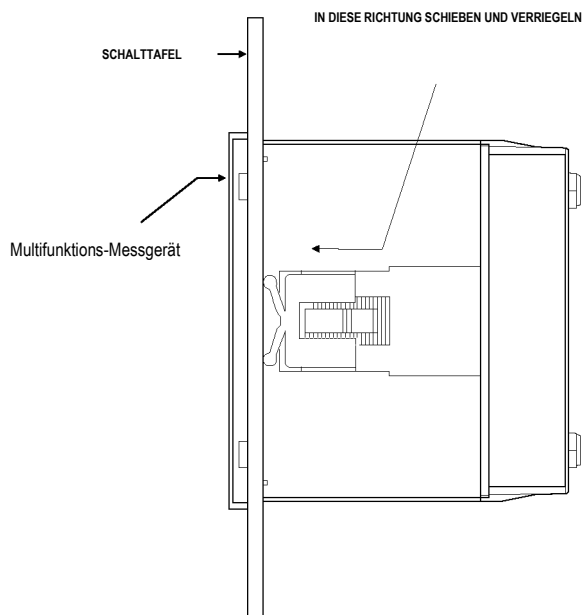 IN DIESE RICHTUNG SCHIEBEN UND VERRIEGELN
SCHALTTAFEL
Multifunktions-Messgerät